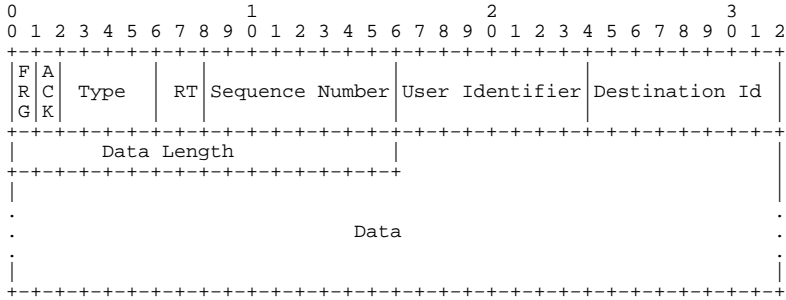 0                   1                   2                   3
0 1 2 3 4 5 6 7 8 9 0 1 2 3 4 5 6 7 8 9 0 1 2 3 4 5 6 7 8 9 0 1 2
+-+-+-+-+-+-+-+-+-+-+-+-+-+-+-+-+-+-+-+-+-+-+-+-+-+-+-+-+-+-+-+-+
|F|A|       |   |               |               |               |
|R|C| Type  | RT|Sequence Number|User Identifier|Destination Id |
|G|K|       |   |               |               |               |
+-+-+-+-+-+-+-+-+-+-+-+-+-+-+-+-+-+-+-+-+-+-+-+-+-+-+-+-+-+-+-+-+
|       Data Length             |                               |
+-+-+-+-+-+-+-+-+-+-+-+-+-+-+-+-+                               |
|                                                               |
.                                                               .
.                            Data                               .
.                                                               .
|                                                               |
+-+-+-+-+-+-+-+-+-+-+-+-+-+-+-+-+-+-+-+-+-+-+-+-+-+-+-+-+-+-+-+-+